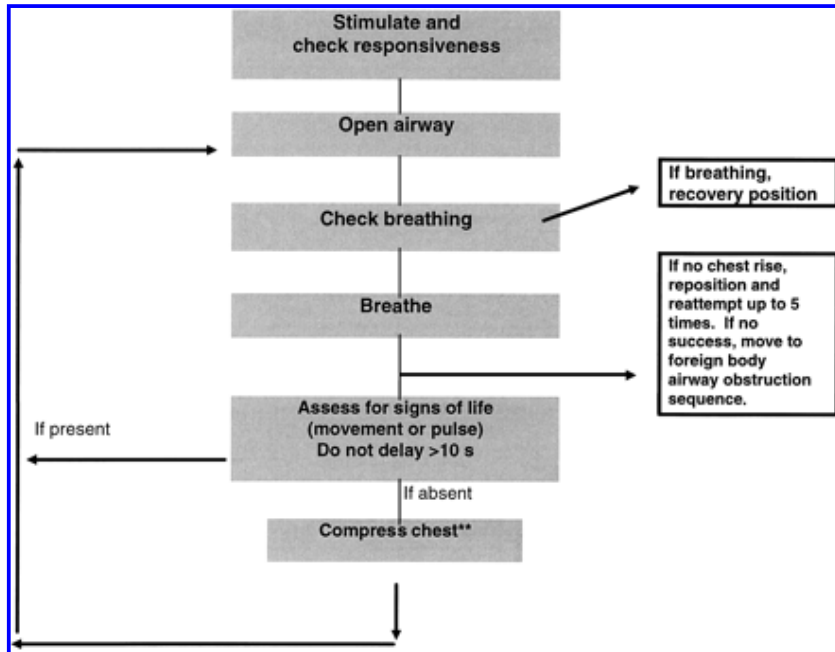 Stimulate and
check responsiveness
Open airway
If breathing,
recovery position
Check breathing
If no chest rise,
reposition and
reattempt up to 5
times. If no
success, move to
foreign body
airway obstruction
sequence.
Breathe
Assess for signs of life
(movement or pulse)
Do not delay >10 s
If present
If absent
Compress chest**